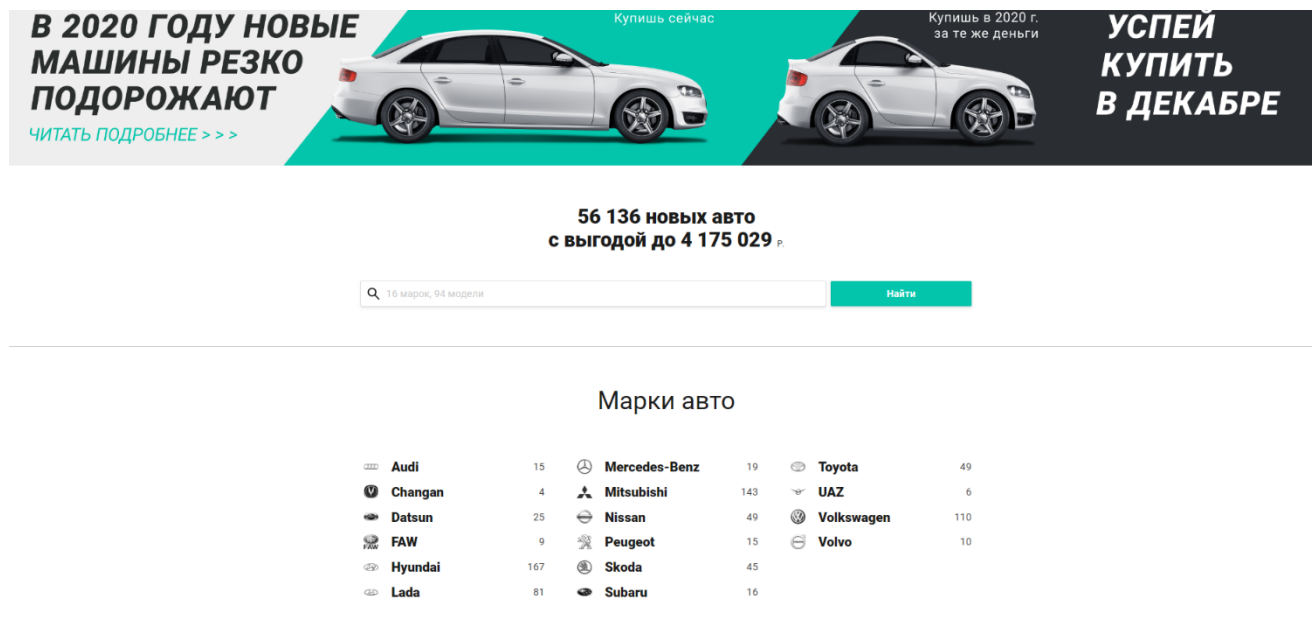 В 2020 ГОДУ НОВЫЕ
МАШИНЫ РЕЗКО
ПОДОРОЖАЮТ
ЧИТАТЬ ПОДРОБНЕЕ > > >
Купишь сейчас
Купишь в 2020 г.
за те же деньги
УСПЕЙ
КУПИТЬ
В ДЕКАБРЕ
56 136 новых авто
с выгодой до 4 175 029 Р.
16 марок, 94 модели
Найти
Марки авто
Audi 15
Changan 4
Datsun 25
FAW FAW 9
Hyundai 167
Lada 81
Mercedes-Benz 19
Mitsubishi 143
Nissan 49
Peugeot 15
Skoda 45
Subaru 16
Toyota 49
UAZ 6
Volkswagen 110
Volvo 10